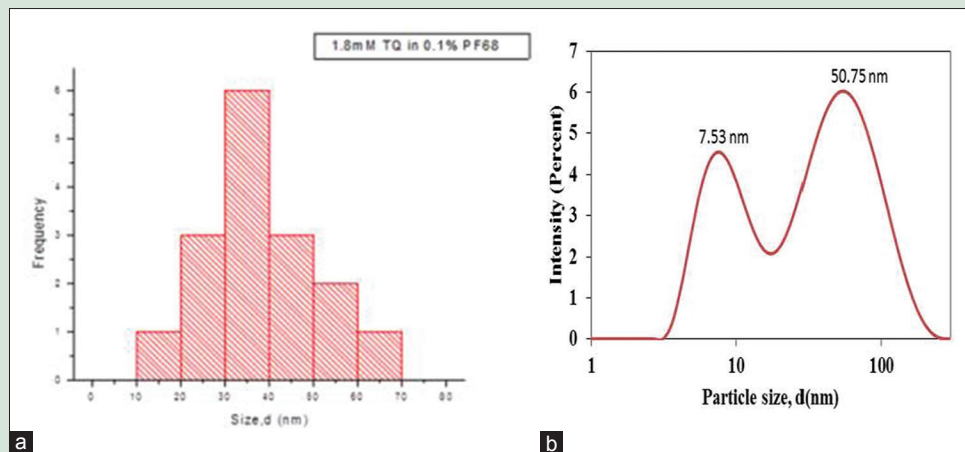 1.8mM TQ in 0.1% PF68
6
5
4
3
2
1
0
Frequency
0 10 20 30 40 50 60 70 80
Size,d (nm)
a
7
6
5
4
3
2
1
0
Intensity (Percent)
7.53 nm
50.75 nm
1 10 100
Particle size, d(nm)
b